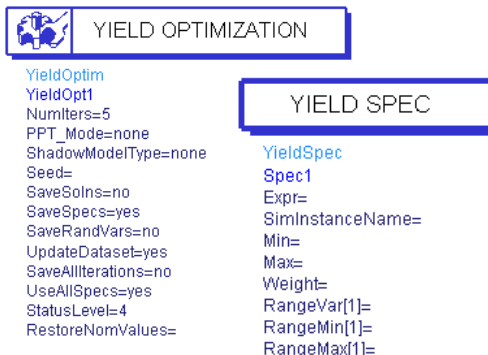 YIELD OPTIMIZATION
YieldOptim
YieldOpt1
NumIters=5
PPT_Mode=none
ShadowModelType=none
Seed=
SaveSolns=no
SaveSpecs=yes
SaveRandVars=no
UpdateDataset=yes
SaveAllIterations=no
UseAllSpecs=yes
StatusLevel=4
RestoreNomValues=
YIELD SPEC
YieldSpec
Spec1
Expr=
SimInstanceName=
Min=
Max=
Weight=
RangeVar[1]=
RangeMin[1]=
RangeMax[1]=